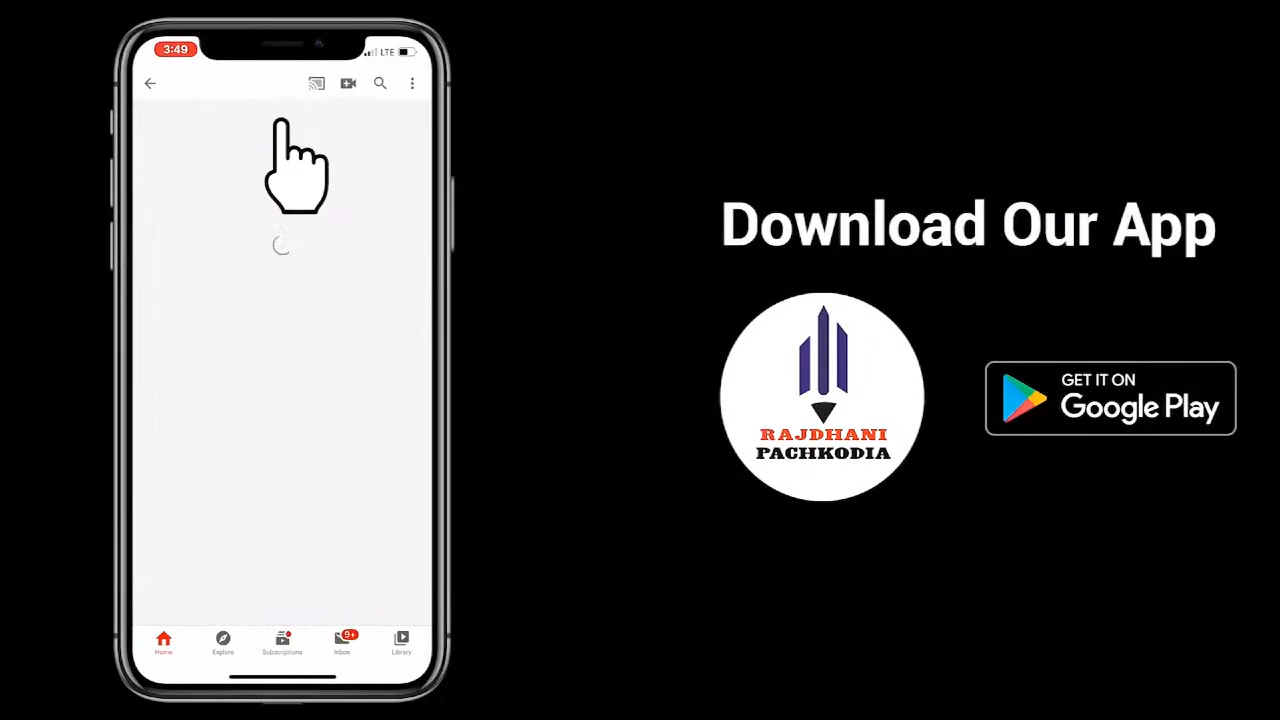 3:49
LTE
Download Our App
RAJDHANI
PACHKODIA
GET IT ON
Google Play
9+
Home
Explore
Subscriptions
Inbox
Library